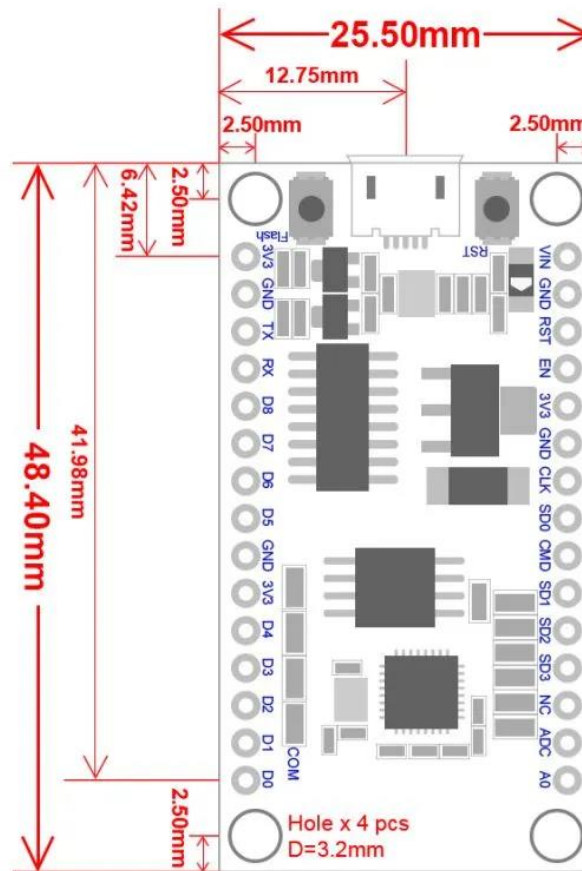 25.50mm
12.75mm
2.50mm
2.50mm
2.50mm
6.42mm
41.98mm
48.40mm
2.50mm
Flash
RST
3V3
GND
TX
RX
D8
D7
D6
D5
GND
3V3
D4
D3
D2
D1
D0
COM
VIN
GND
RST
EN
3V3
GND
CLK
SD0
CMD
SD1
SD2
SD3
NC
ADC
A0
Hole x 4 pcs
D=3.2mm